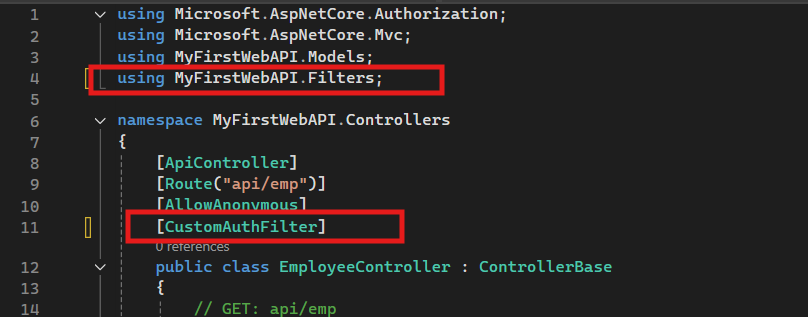 1 using Microsoft.AspNetCore.Authorization;
2 using Microsoft.AspNetCore.Mvc;
3 using MyFirstWebAPI.Models;
4 using MyFirstWebAPI.Filters;
5
6 namespace MyFirstWebAPI.Controllers
7 {
8 [ApiController]
9 [Route("api/emp")]
10 [AllowAnonymous]
11 [CustomAuthFilter]
0 references
12 public class EmployeeController : ControllerBase
13 {
14 // GET: api/emp